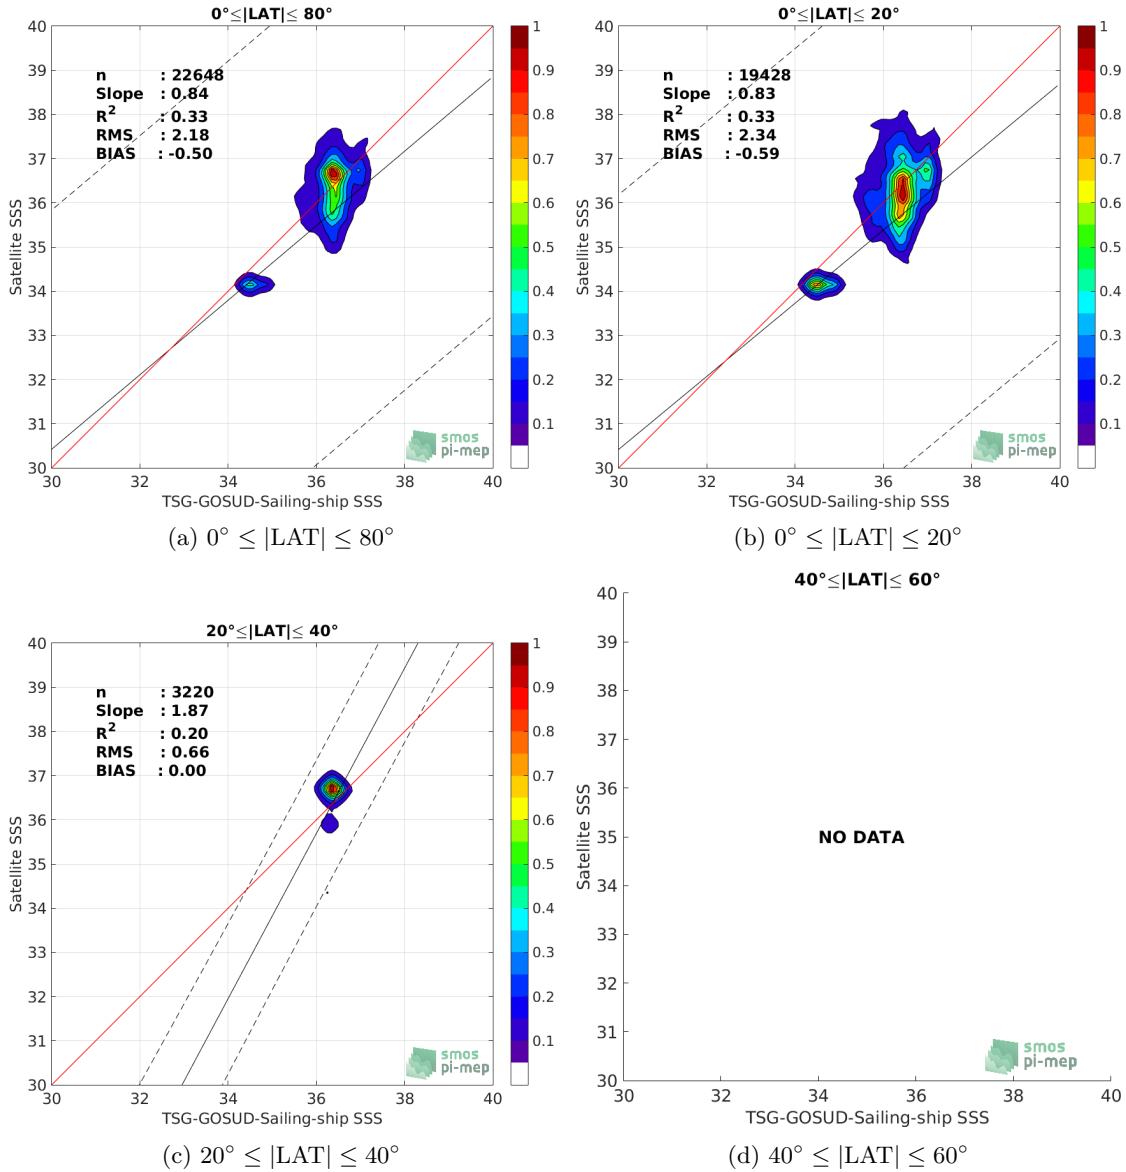 0°≤|LAT|≤ 80°
n : 22648
Slope : 0.84
R² : 0.33
RMS : 2.18
BIAS : -0.50
40
39
38
37
36
35
34
33
32
31
30
30 32 34 36 38 40
Satellite SSS
TSG-GOSUD-Sailing-ship SSS
smos
pi-mep
1
0.9
0.8
0.7
0.6
0.5
0.4
0.3
0.2
0.1
(a) 0° ≤ |LAT| ≤ 80°
0°≤|LAT|≤ 20°
n : 19428
Slope : 0.83
R² : 0.33
RMS : 2.34
BIAS : -0.59
40
39
38
37
36
35
34
33
32
31
30
30 32 34 36 38 40
Satellite SSS
TSG-GOSUD-Sailing-ship SSS
smos
pi-mep
1
0.9
0.8
0.7
0.6
0.5
0.4
0.3
0.2
0.1
(b) 0° ≤ |LAT| ≤ 20°
20°≤|LAT|≤ 40°
n : 3220
Slope : 1.87
R² : 0.20
RMS : 0.66
BIAS : 0.00
40
39
38
37
36
35
34
33
32
31
30
30 32 34 36 38 40
Satellite SSS
TSG-GOSUD-Sailing-ship SSS
smos
pi-mep
1
0.9
0.8
0.7
0.6
0.5
0.4
0.3
0.2
0.1
(c) 20° ≤ |LAT| ≤ 40°
40°≤|LAT|≤ 60°
40
39
38
37
36
35
34
33
32
31
30
30 32 34 36 38 40
Satellite SSS
NO DATA
TSG-GOSUD-Sailing-ship SSS
smos
pi-mep
(d) 40° ≤ |LAT| ≤ 60°